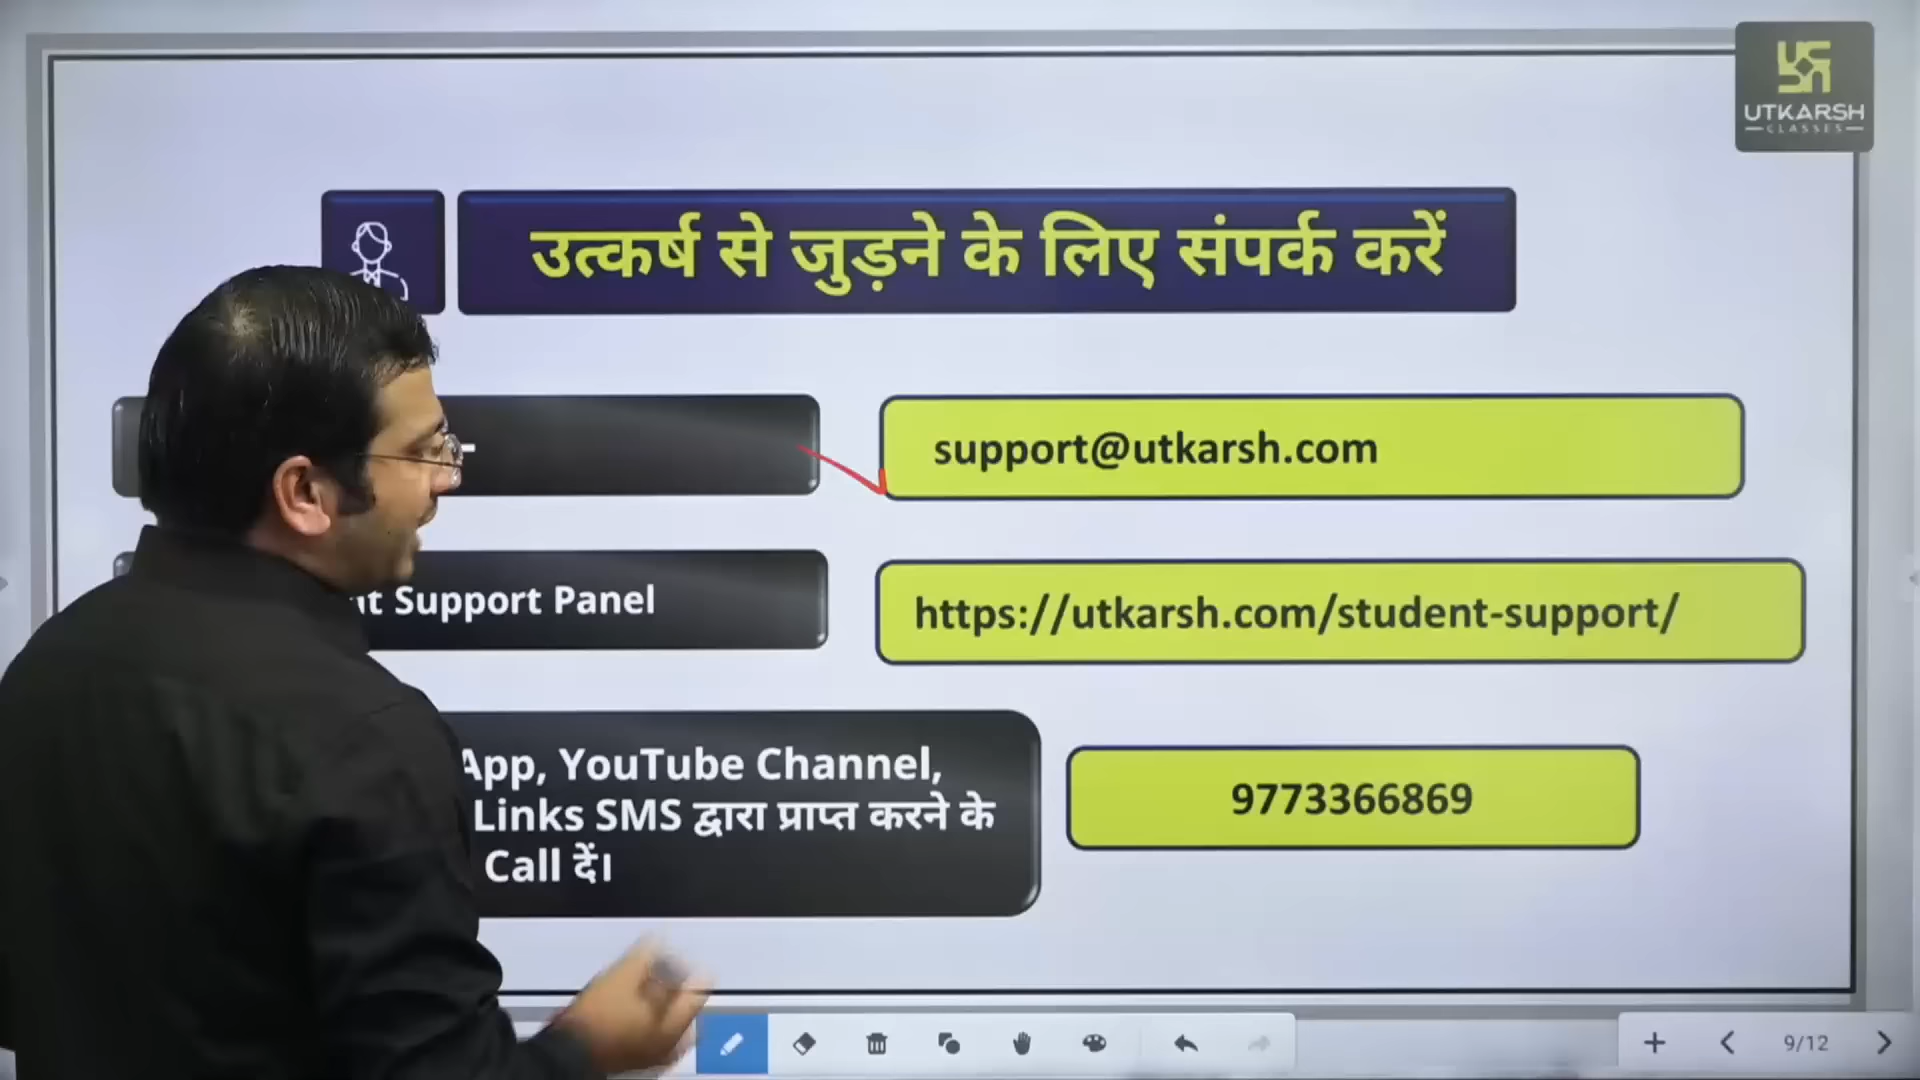 UTKARSH
CLASSES
उत्कर्ष से जुड़ने के लिए संपर्क करें
-
support@utkarsh.com
Support Panel
https://utkarsh.com/student-support/
App, YouTube Channel,
Links SMS द्वारा प्राप्त करने के
Call दें।
9773366869
9/12